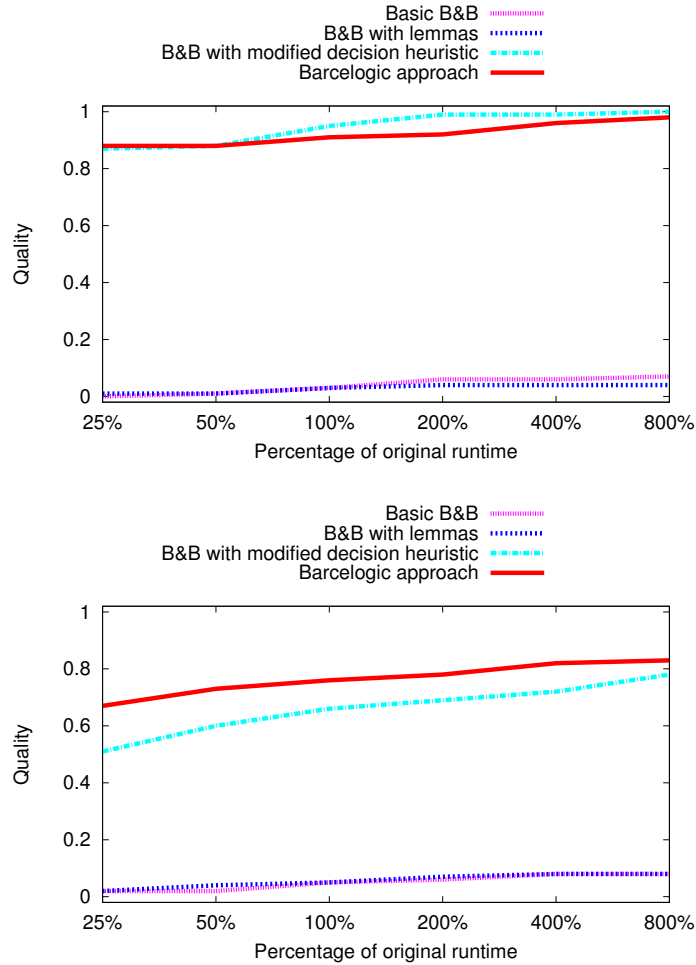 Basic B&B
B&B with lemmas
B&B with modified decision heuristic
Barcelogic approach
1
0.8
0.6
0.4
0.2
0
Quality
25% 50% 100% 200% 400% 800%
Percentage of original runtime
Basic B&B
B&B with lemmas
B&B with modified decision heuristic
Barcelogic approach
1
0.8
0.6
0.4
0.2
0
Quality
25% 50% 100% 200% 400% 800%
Percentage of original runtime